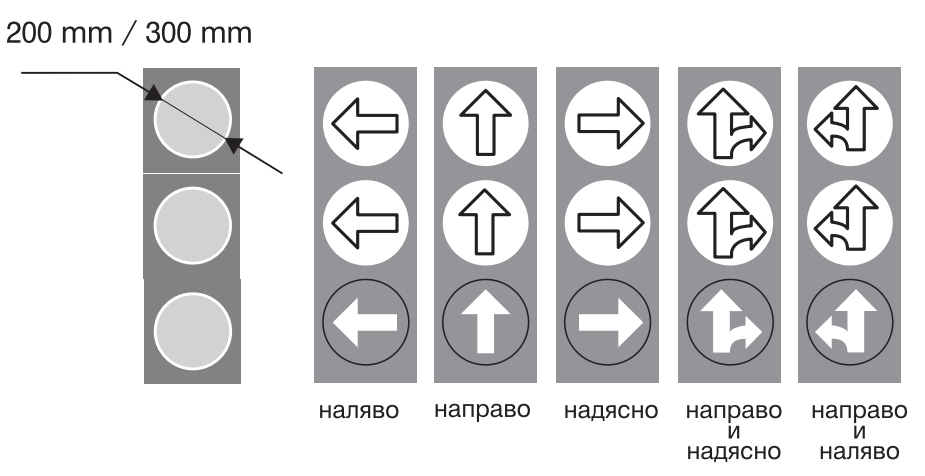 200 mm / 300 mm
наляво
направо
надясно
направо
и
надясно
направо
и
наляво